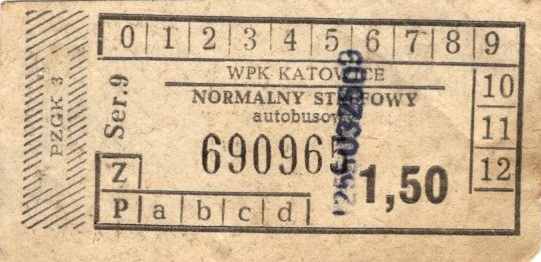 0 1 2 3 4 5 6 7 8 9
PZGK 3
Ser. 9
WPK KATOWICE
NORMALNY STREFOWY
autobusowy
10
11
12
690965
1,50
Z
P a b c d